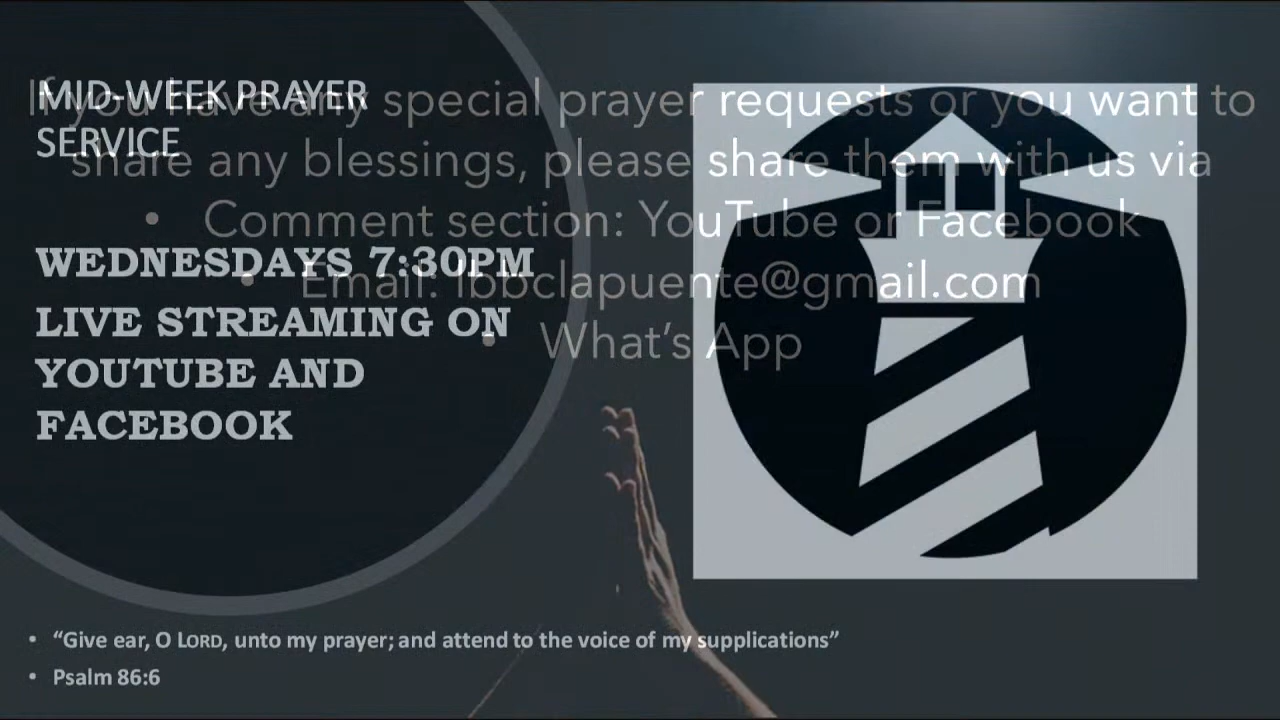 MID-WEEK PRAYER
SERVICE
WEDNESDAYS 7:30PM
LIVE STREAMING ON
YOUTUBE AND
FACEBOOK
If you have any special prayer requests or you want to
share any blessings, please share them with us via
• Comment section: YouTube or Facebook
• Email: lbbclapuente@gmail.com
• What’s App
• “Give ear, O LORD, unto my prayer; and attend to the voice of my supplications”
• Psalm 86:6